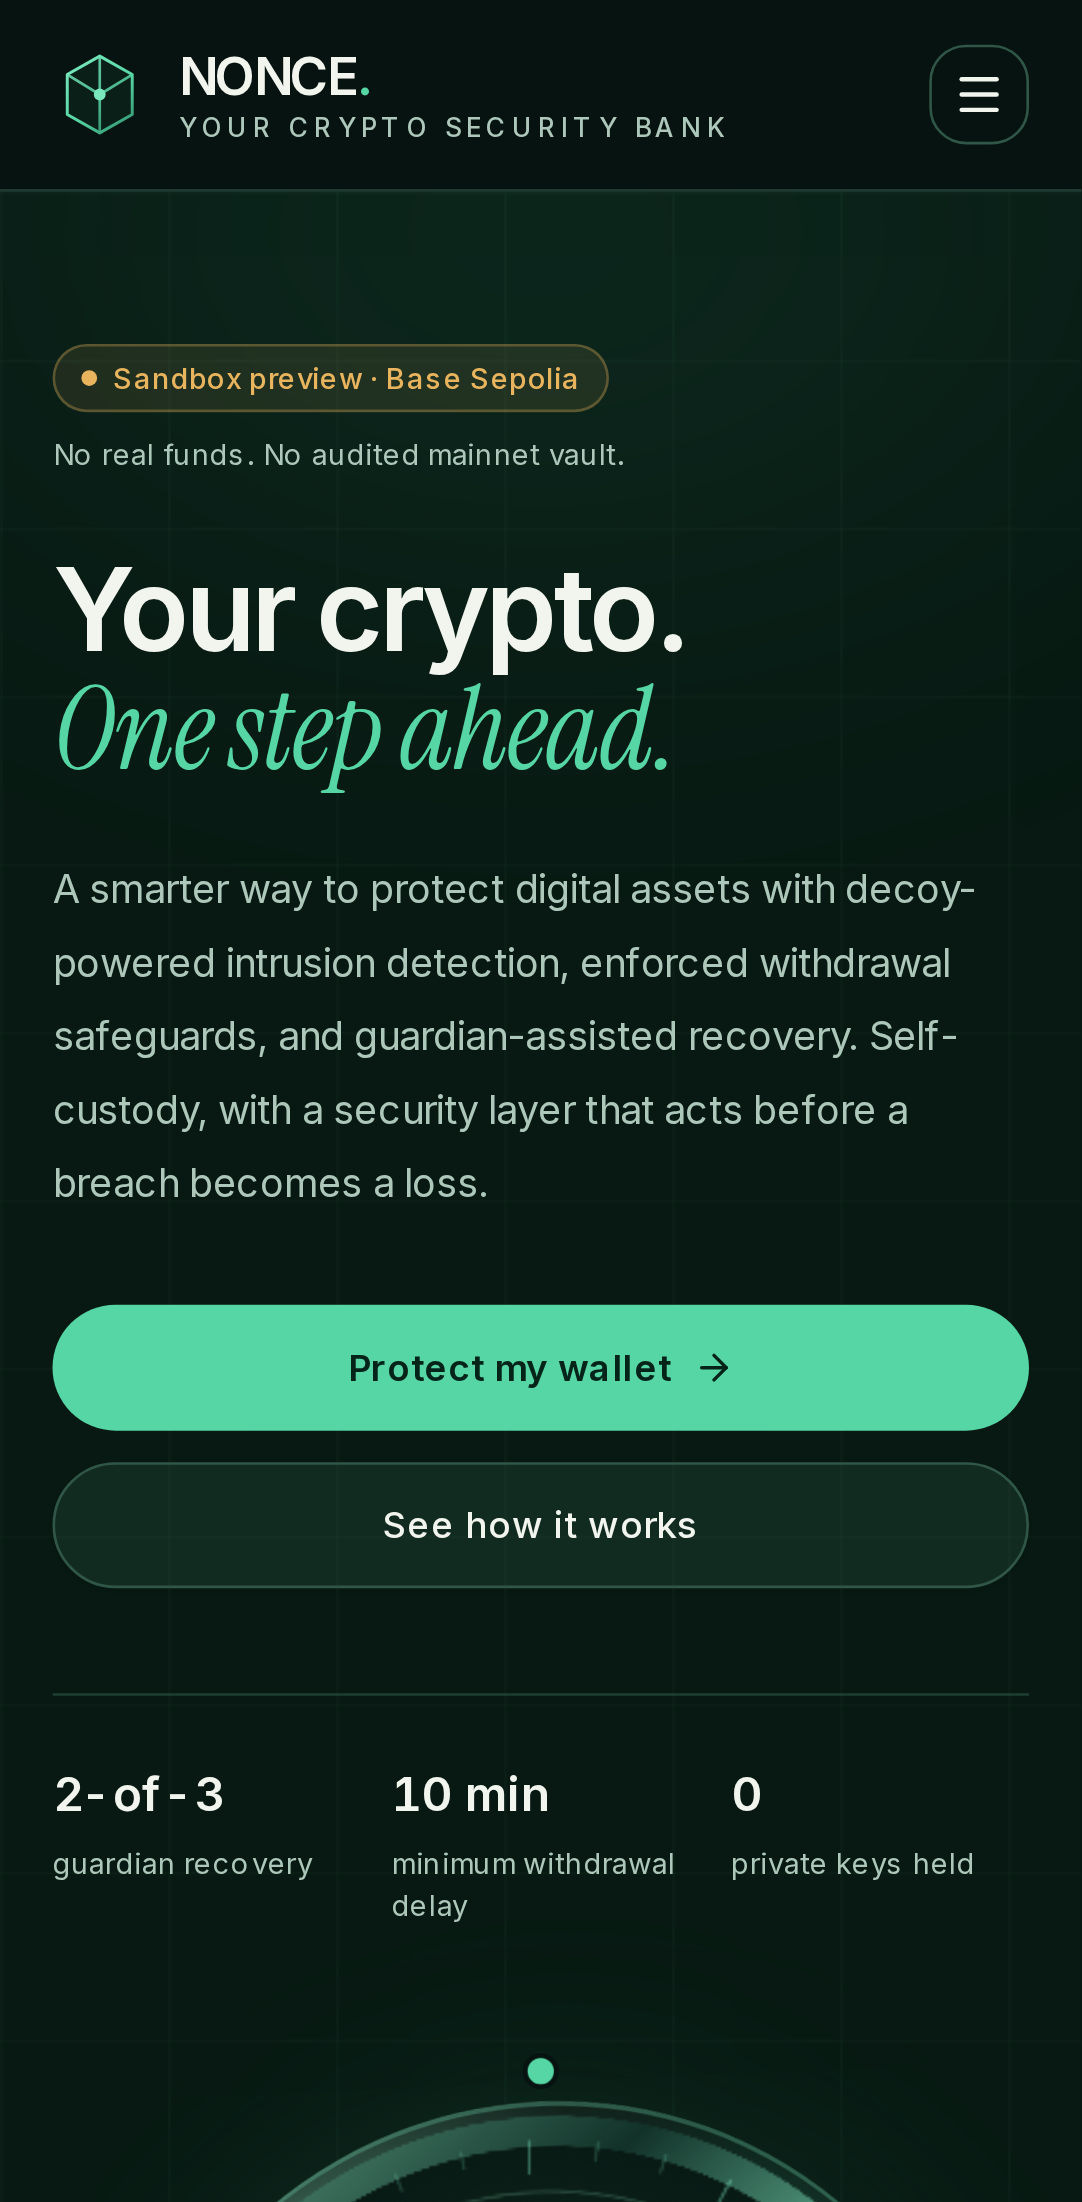 NONCE.
YOUR CRYPTO SECURITY BANK
Sandbox preview · Base Sepolia
No real funds. No audited mainnet vault.
Your crypto.
One step ahead.
A smarter way to protect digital assets with decoy-
powered intrusion detection, enforced withdrawal
safeguards, and guardian-assisted recovery. Self-
custody, with a security layer that acts before a
breach becomes a loss.
Protect my wallet →
See how it works
2-of-3
guardian recovery
10 min
minimum withdrawal
delay
0
private keys held